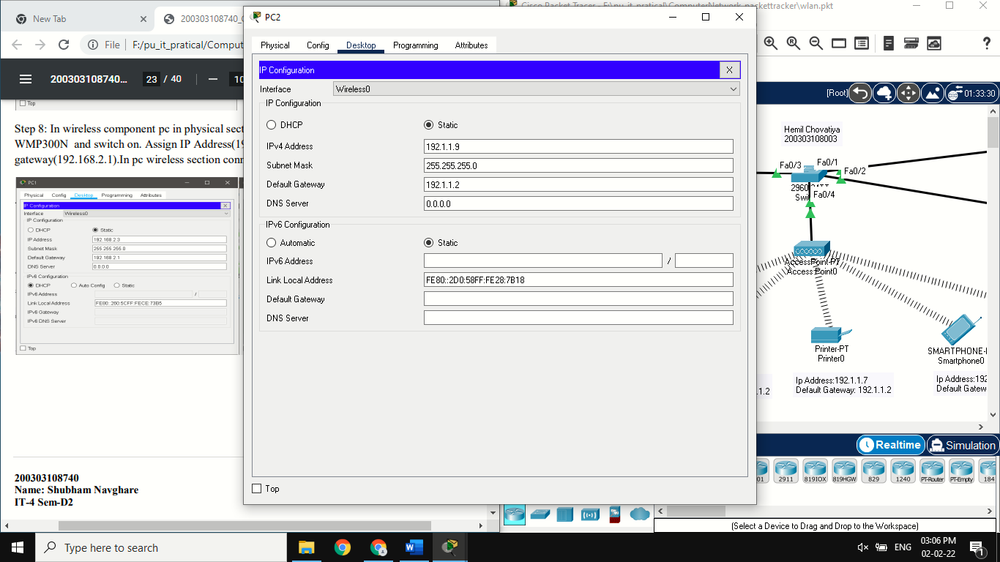 New Tab
200303108740_C
File
F:/pu_it_pratical/Comput
200303108740...
23 / 40
10
Top
Step 8: In wireless component pc in physical sect
WMP300N and switch on. Assign IP Address(19
gateway(192.168.2.1).In pc wireless section conn
PC1
Physical Config Desktop Programming Attributes
IP Configuration X
Interface Wireless0
IP Configuration
DHCP Static
IP Address 192.168.2.3
Subnet Mask 255.255.255.0
Default Gateway 192.168.2.1
DNS Server 0.0.0.0
IPv6 Configuration
DHCP Auto Config Static
IPv6 Address /
Link Local Address FE80::260:5CFF:FECE:73B5
IPv6 Gateway
IPv6 DNS Server
Top
200303108740
Name: Shubham Navghare
IT-4 Sem-D2
PC2
Physical Config Desktop Programming Attributes
IP Configuration X
Interface Wireless0
IP Configuration
DHCP Static
IPv4 Address 192.1.1.9
Subnet Mask 255.255.255.0
Default Gateway 192.1.1.2
DNS Server 0.0.0.0
IPv6 Configuration
Automatic Static
IPv6 Address /
Link Local Address FE80::2D0:58FF:FE28:7B18
Default Gateway
DNS Server
Top
Cisco Packet Tracer - F:\pu_it_pratical\ComputerNetwork_packettracker\wlan.pkt
?
[Root] 01:33:30
Hemil Chovatiya
200303108003
Fa0/3 Fa0/1
Fa0/2
Fa0/4
AccessPoint-PT
Access Point0
Printer-PT
Printer0
SMARTPHONE-
Smartphone0
.1.2
Ip Address:192.1.1.7
Default Gateway: 192.1.1.2
Ip Address:192
Default Gatew
Realtime Simulation
01 2911 819IOX 819HGW 829 1240 PT-Router PT-Empty 184
(Select a Device to Drag and Drop to the Workspace)
Type here to search
ENG
03:06 PM
02-02-22
1